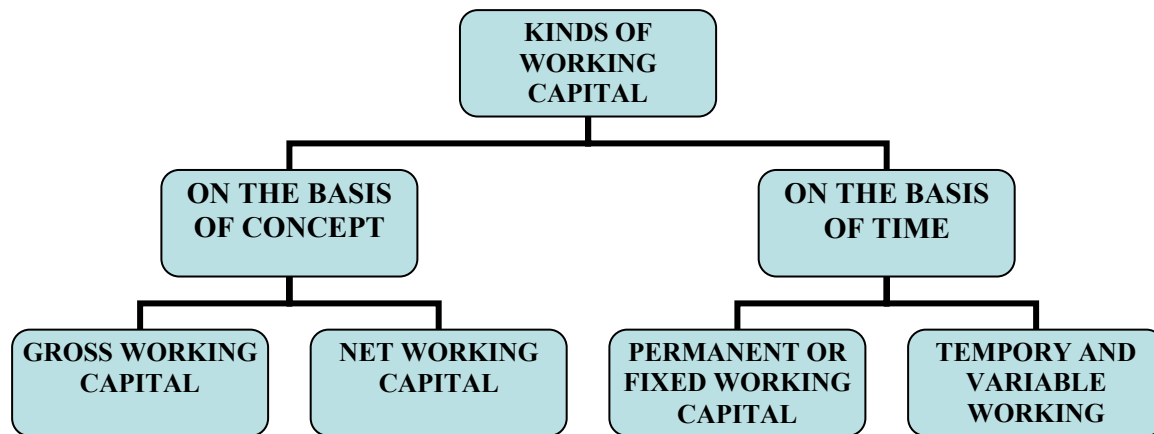 KINDS OF
WORKING
CAPITAL
ON THE BASIS
OF CONCEPT
ON THE BASIS
OF TIME
GROSS WORKING
CAPITAL
NET WORKING
CAPITAL
PERMANENT OR
FIXED WORKING
CAPITAL
TEMPORY AND
VARIABLE
WORKING